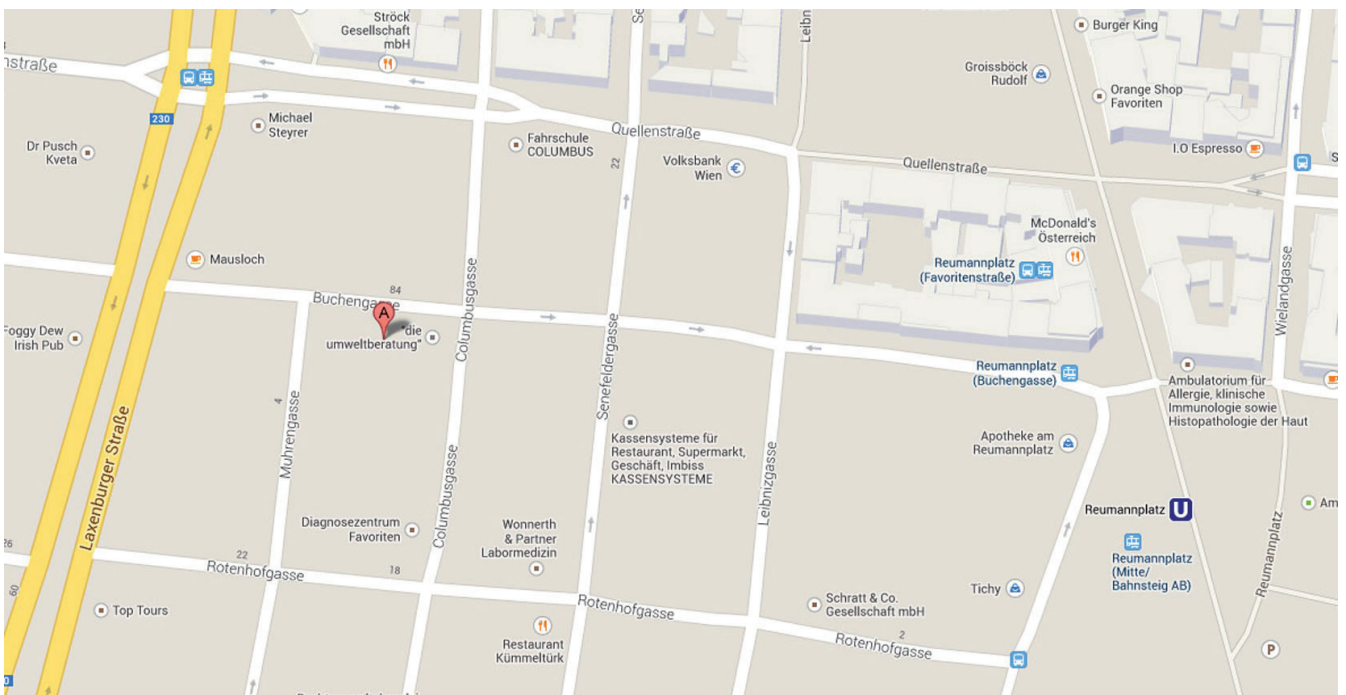 Ströck
Gesellschaft
mbH
Se
Leibn
Burger King
nstraße
Groissböck
Rudolf
Orange Shop
Favoriten
230
Michael
Steyrer
Dr Pusch
Kveta
Fahrschule
COLUMBUS
Quellenstraße
22
Volksbank
Wien
Quellenstraße
I.O Espresso
S
McDonald's
Österreich
Mausloch
Reumannplatz
(Favoritenstraße)
Wielandgasse
84
Buchengasse
Columbusgasse
A
"die
umweltberatung"
Foggy Dew
Irish Pub
Senefeldergasse
Reumannplatz
(Buchengasse)
Ambulatorium für
Allergie, klinische
Immunologie sowie
Histopathologie der Haut
4
Muhrengasse
Laxenburger Straße
Kassensysteme für
Restaurant, Supermarkt,
Geschäft, Imbiss
KASSENSYSTEME
Apotheke am
Reumannplatz
Leibnizgasse
Columbusgasse
Reumannplatz
U
Am
Diagnosezentrum
Favoriten
Wonnerth
& Partner
Labormedizin
Reumannplatz
(Mitte/
Bahnsteig AB)
Reumannplatz
26
22
Rotenhofgasse
18
60
Top Tours
Rotenhofgasse
Schratt & Co.
Gesellschaft mbH
Tichy
2
Rotenhofgasse
Restaurant
Kümmeltürk
P
0